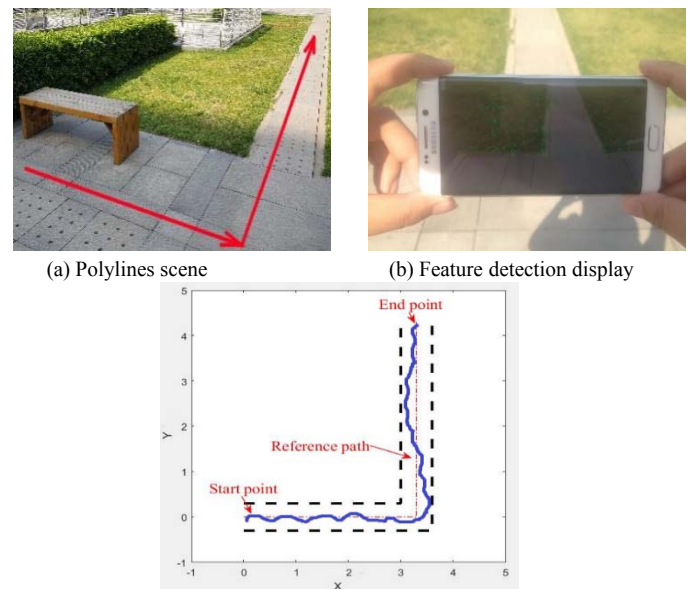 SAMSUNG
(a) Polylines scene
(b) Feature detection display
5
4
3
2
1
0
-1
Y
End point
Reference path
Start point
-1
0
1
2
3
4
5
X